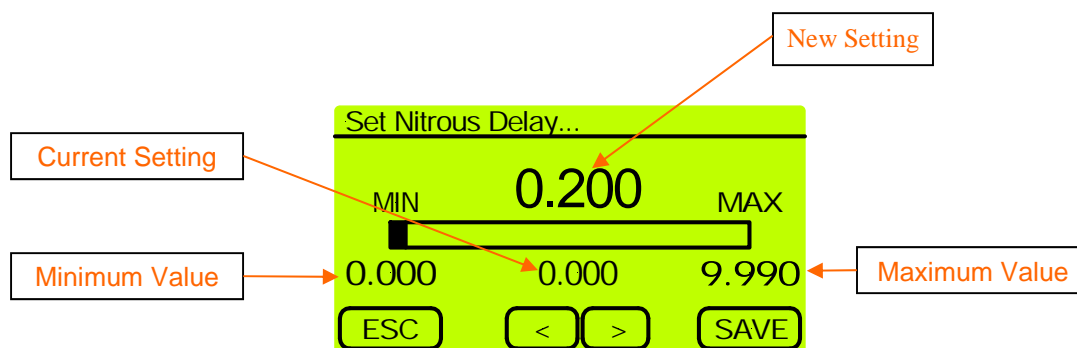 New Setting
Set Nitrous Delay...
Current Setting
0.200
MIN MAX
Minimum Value
0.000 0.000 9.990
Maximum Value
ESC < > SAVE